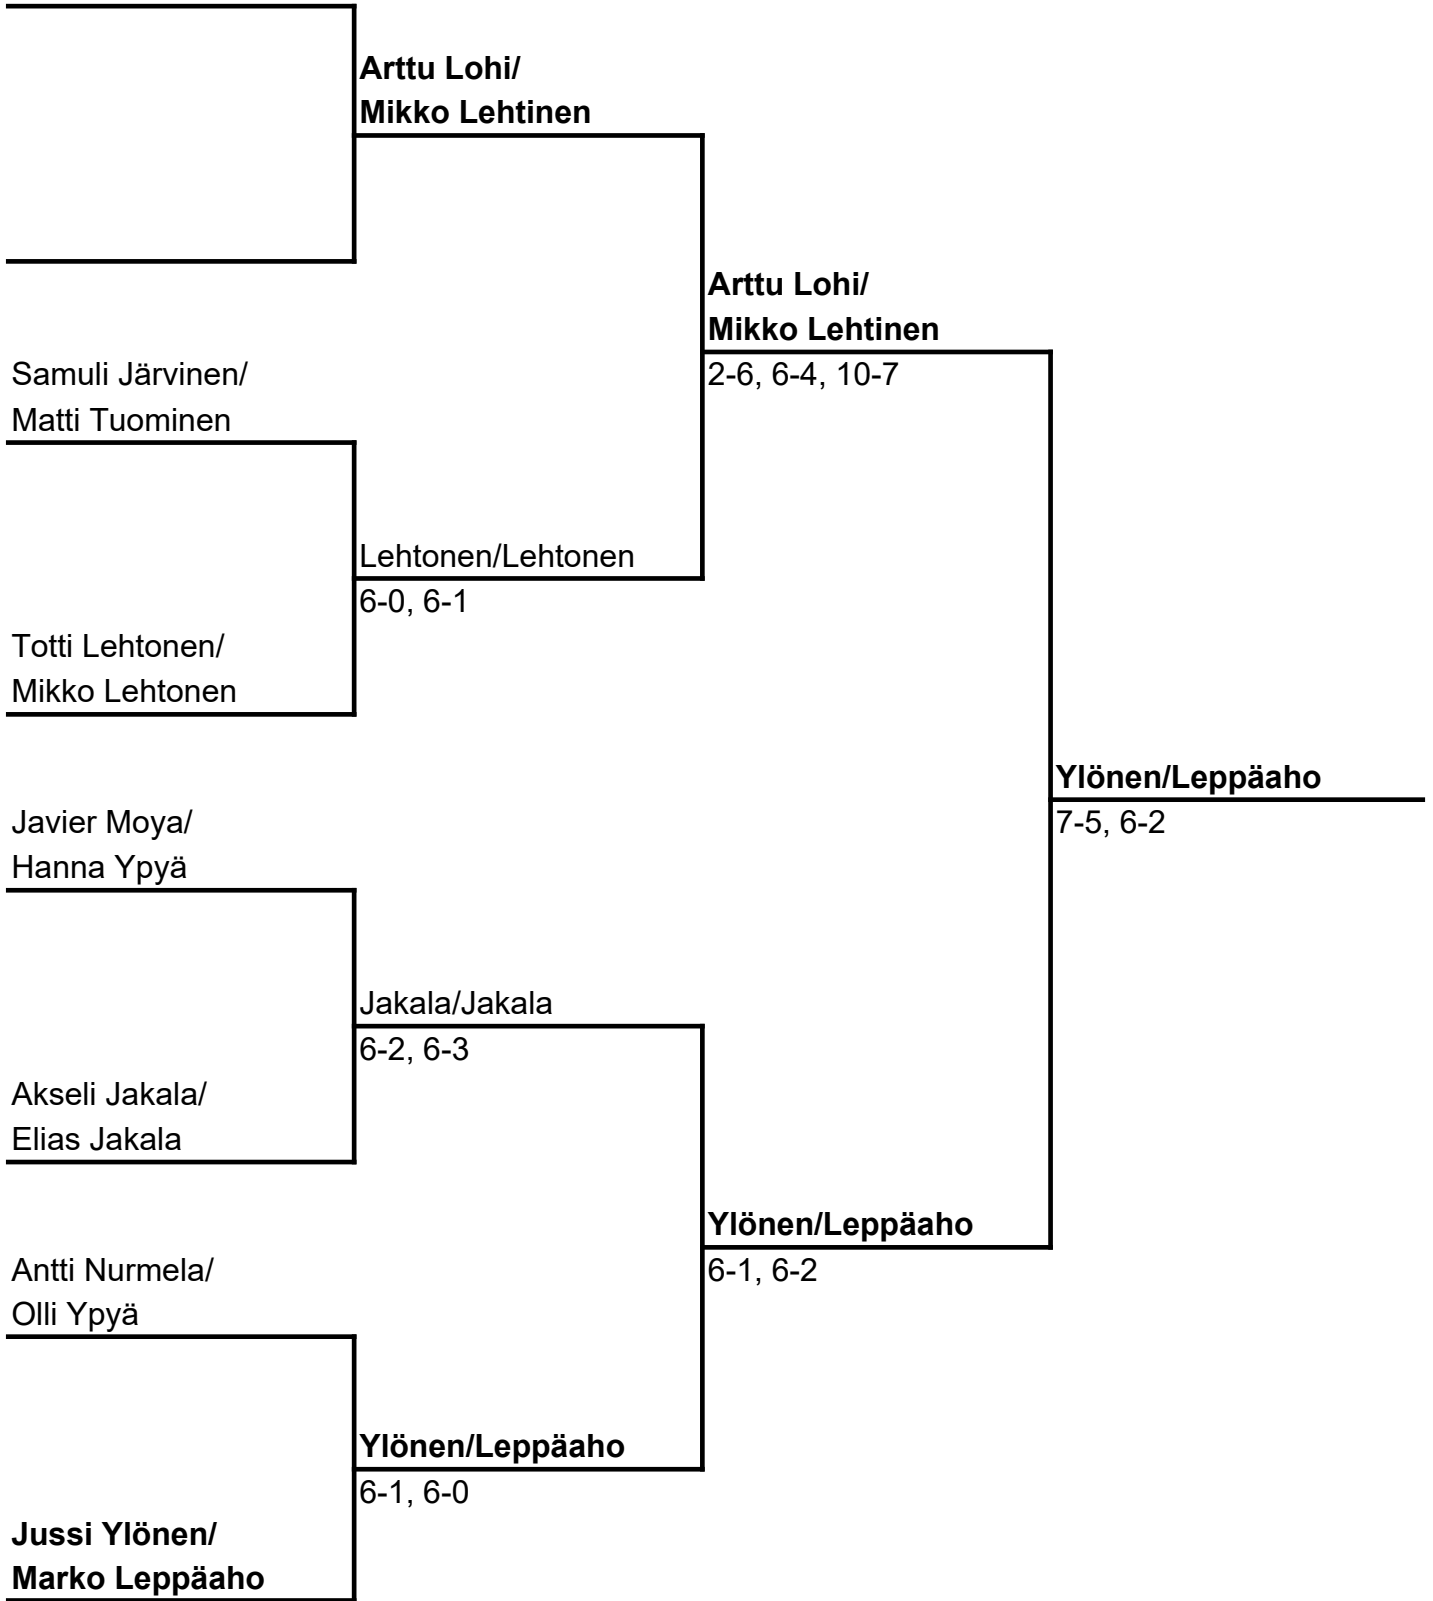 Arttu Lohi/
Mikko Lehtinen
Arttu Lohi/
Mikko Lehtinen
2-6, 6-4, 10-7
Samuli Järvinen/
Matti Tuominen
Lehtonen/Lehtonen
6-0, 6-1
Totti Lehtonen/
Mikko Lehtonen
Ylönen/Leppäaho
7-5, 6-2
Javier Moya/
Hanna Ypyä
Jakala/Jakala
6-2, 6-3
Akseli Jakala/
Elias Jakala
Ylönen/Leppäaho
6-1, 6-2
Antti Nurmela/
Olli Ypyä
Ylönen/Leppäaho
6-1, 6-0
Jussi Ylönen/
Marko Leppäaho